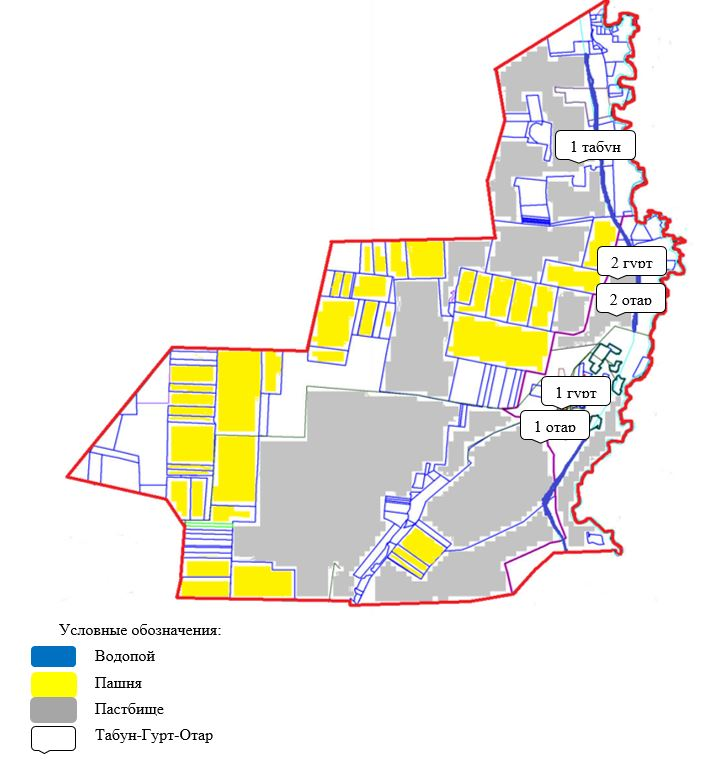 1 табун
2 гурт
2 отар
1 гурт
1 отар
Условные обозначения:
Водопой
Пашня
Пастбище
Табун-Гурт-Отар